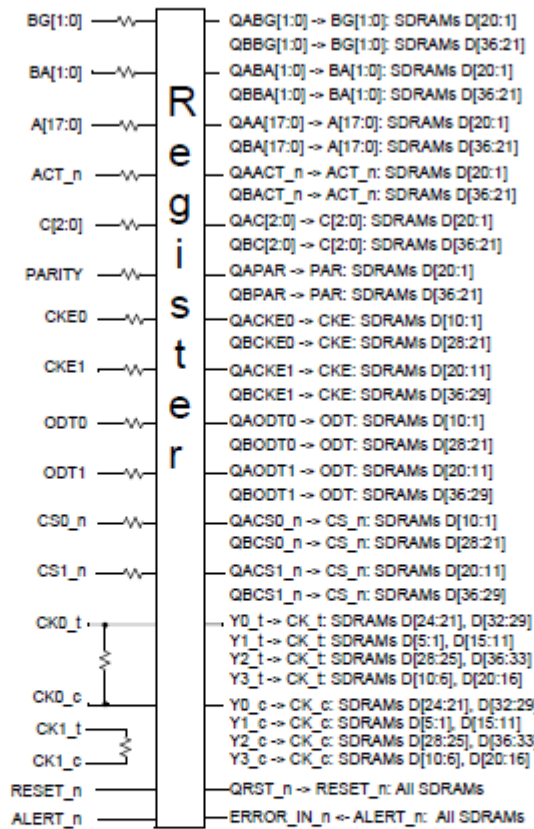 BG[1:0]
QABG[1:0] -> BG[1:0]: SDRAMs D[20:1]
QBBG[1:0] -> BG[1:0]: SDRAMs D[36:21]
BA[1:0]
QABA[1:0] -> BA[1:0]: SDRAMs D[20:1]
QBBA[1:0] -> BA[1:0]: SDRAMs D[36:21]
A[17:0]
QAA[17:0] -> A[17:0]: SDRAMs D[20:1]
QBA[17:0] -> A[17:0]: SDRAMs D[36:21]
ACT_n
QAACT_n -> ACT_n: SDRAMs D[20:1]
QBACT_n -> ACT_n: SDRAMs D[36:21]
C[2:0]
QAC[2:0] -> C[2:0]: SDRAMs D[20:1]
QBC[2:0] -> C[2:0]: SDRAMs D[36:21]
PARITY
QAPAR -> PAR: SDRAMs D[20:1]
QBPAR -> PAR: SDRAMs D[36:21]
CKE0
QACKE0 -> CKE: SDRAMs D[10:1]
QBCKE0 -> CKE: SDRAMs D[28:21]
CKE1
QACKE1 -> CKE: SDRAMs D[20:11]
QBCKE1 -> CKE: SDRAMs D[36:29]
ODT0
QAODT0 -> ODT: SDRAMs D[10:1]
QBODT0 -> ODT: SDRAMs D[28:21]
ODT1
QAODT1 -> ODT: SDRAMs D[20:11]
QBODT1 -> ODT: SDRAMs D[36:29]
CS0_n
QACS0_n -> CS_n: SDRAMs D[10:1]
QBCS0_n -> CS_n: SDRAMs D[28:21]
CS1_n
QACS1_n -> CS_n: SDRAMs D[20:11]
QBCS1_n -> CS_n: SDRAMs D[36:29]
CK0_t
Y0_t -> CK_t: SDRAMs D[24:21], D[32:29]
Y1_t -> CK_t: SDRAMs D[5:1], D[15:11]
Y2_t -> CK_t: SDRAMs D[28:25], D[36:33]
Y3_t -> CK_t: SDRAMs D[10:6], D[20:16]
CK0_c
Y0_c -> CK_c: SDRAMs D[24:21], D[32:29]
Y1_c -> CK_c: SDRAMs D[5:1], D[15:11]
CK1_t
Y2_c -> CK_c: SDRAMs D[28:25], D[36:33]
CK1_c
Y3_c -> CK_c: SDRAMs D[10:6], D[20:16]
RESET_n
QRST_n -> RESET_n: All SDRAMs
ALERT_n
ERROR_IN_n <- ALERT_n: All SDRAMs
Register